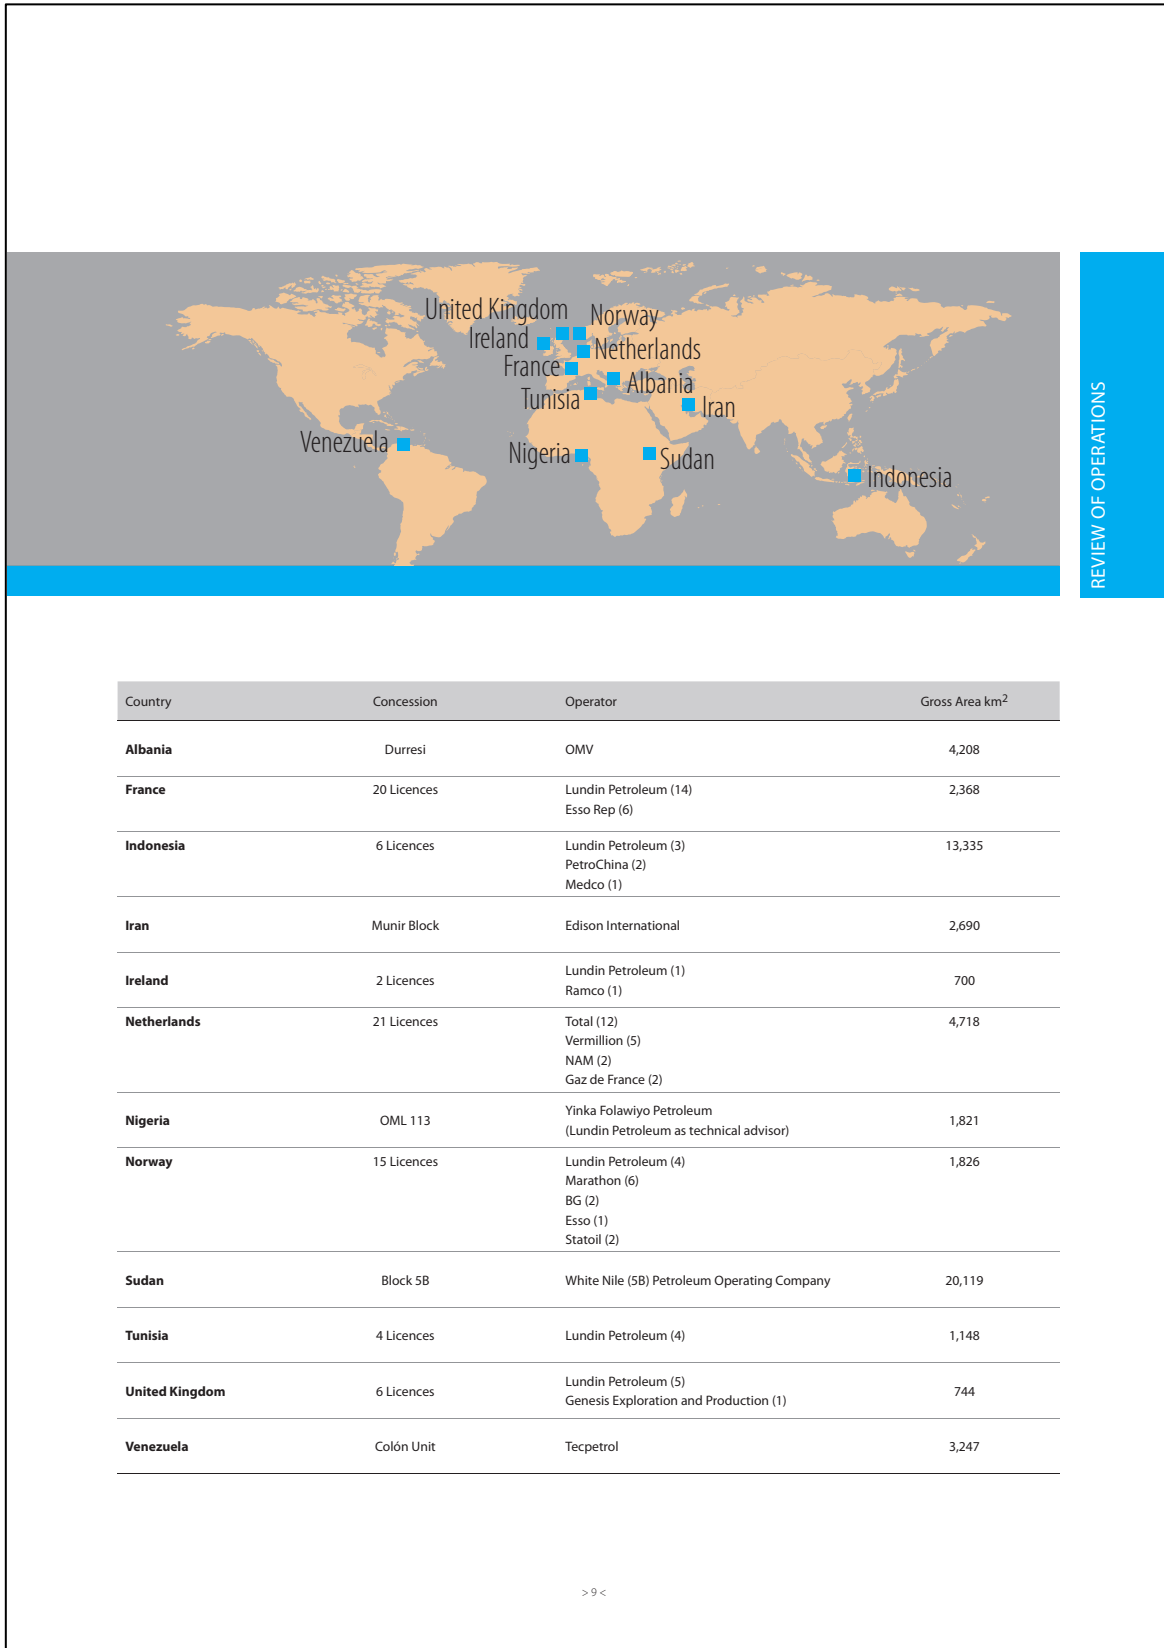 United Kingdom
Norway
Ireland
Netherlands
France
Albania
Tunisia
Iran
Venezuela
Nigeria
Sudan
Indonesia
REVIEW OF OPERATIONS
Country Concession Operator Gross Area km2
Albania Durresi OMV 4,208
France 20 Licences Lundin Petroleum (14) 2,368
Esso Rep (6)
Indonesia 6 Licences Lundin Petroleum (3) 13,335
PetroChina (2)
Medco (1)
Iran Munir Block Edison International 2,690
Lundin Petroleum (1)
Ireland 2 Licences 700
Ramco (1)
Netherlands 21 Licences Total (12) 4,718
Vermillion (5)
NAM (2)
Gaz de France (2)
Yinka Folawiyo Petroleum
Nigeria OML 113 1,821
(Lundin Petroleum as technical advisor)
Norway 15 Licences Lundin Petroleum (4) 1,826
Marathon (6)
BG (2)
Esso (1)
Statoil (2)
Sudan Block 5B White Nile (5B) Petroleum Operating Company 20,119
Tunisia 4 Licences Lundin Petroleum (4) 1,148
Lundin Petroleum (5)
United Kingdom 6 Licences 744
Genesis Exploration and Production (1)
Venezuela Colón Unit Tecpetrol 3,247
> 9 <